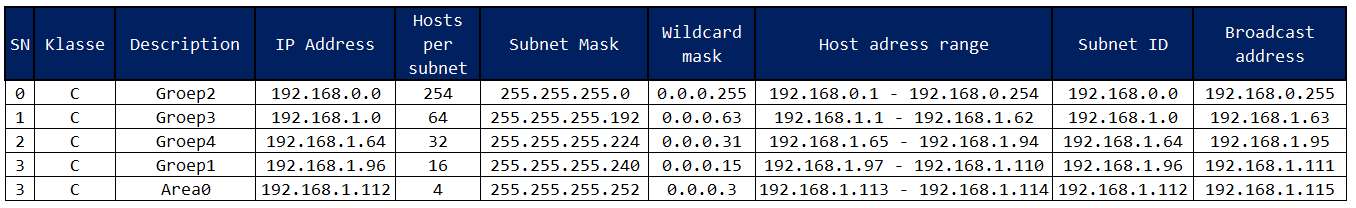 SN Klasse Description IP Address Hosts per subnet Subnet Mask Wildcard mask Host adress range Subnet ID Broadcast address
0 C Groep2 192.168.0.0 254 255.255.255.0 0.0.0.255 192.168.0.1 - 192.168.0.254 192.168.0.0 192.168.0.255
1 C Groep3 192.168.1.0 64 255.255.255.192 0.0.0.63 192.168.1.1 - 192.168.1.62 192.168.1.0 192.168.1.63
2 C Groep4 192.168.1.64 32 255.255.255.224 0.0.0.31 192.168.1.65 - 192.168.1.94 192.168.1.64 192.168.1.95
3 C Groep1 192.168.1.96 16 255.255.255.240 0.0.0.15 192.168.1.97 - 192.168.1.110 192.168.1.96 192.168.1.111
3 C Area0 192.168.1.112 4 255.255.255.252 0.0.0.3 192.168.1.113 - 192.168.1.114 192.168.1.112 192.168.1.115